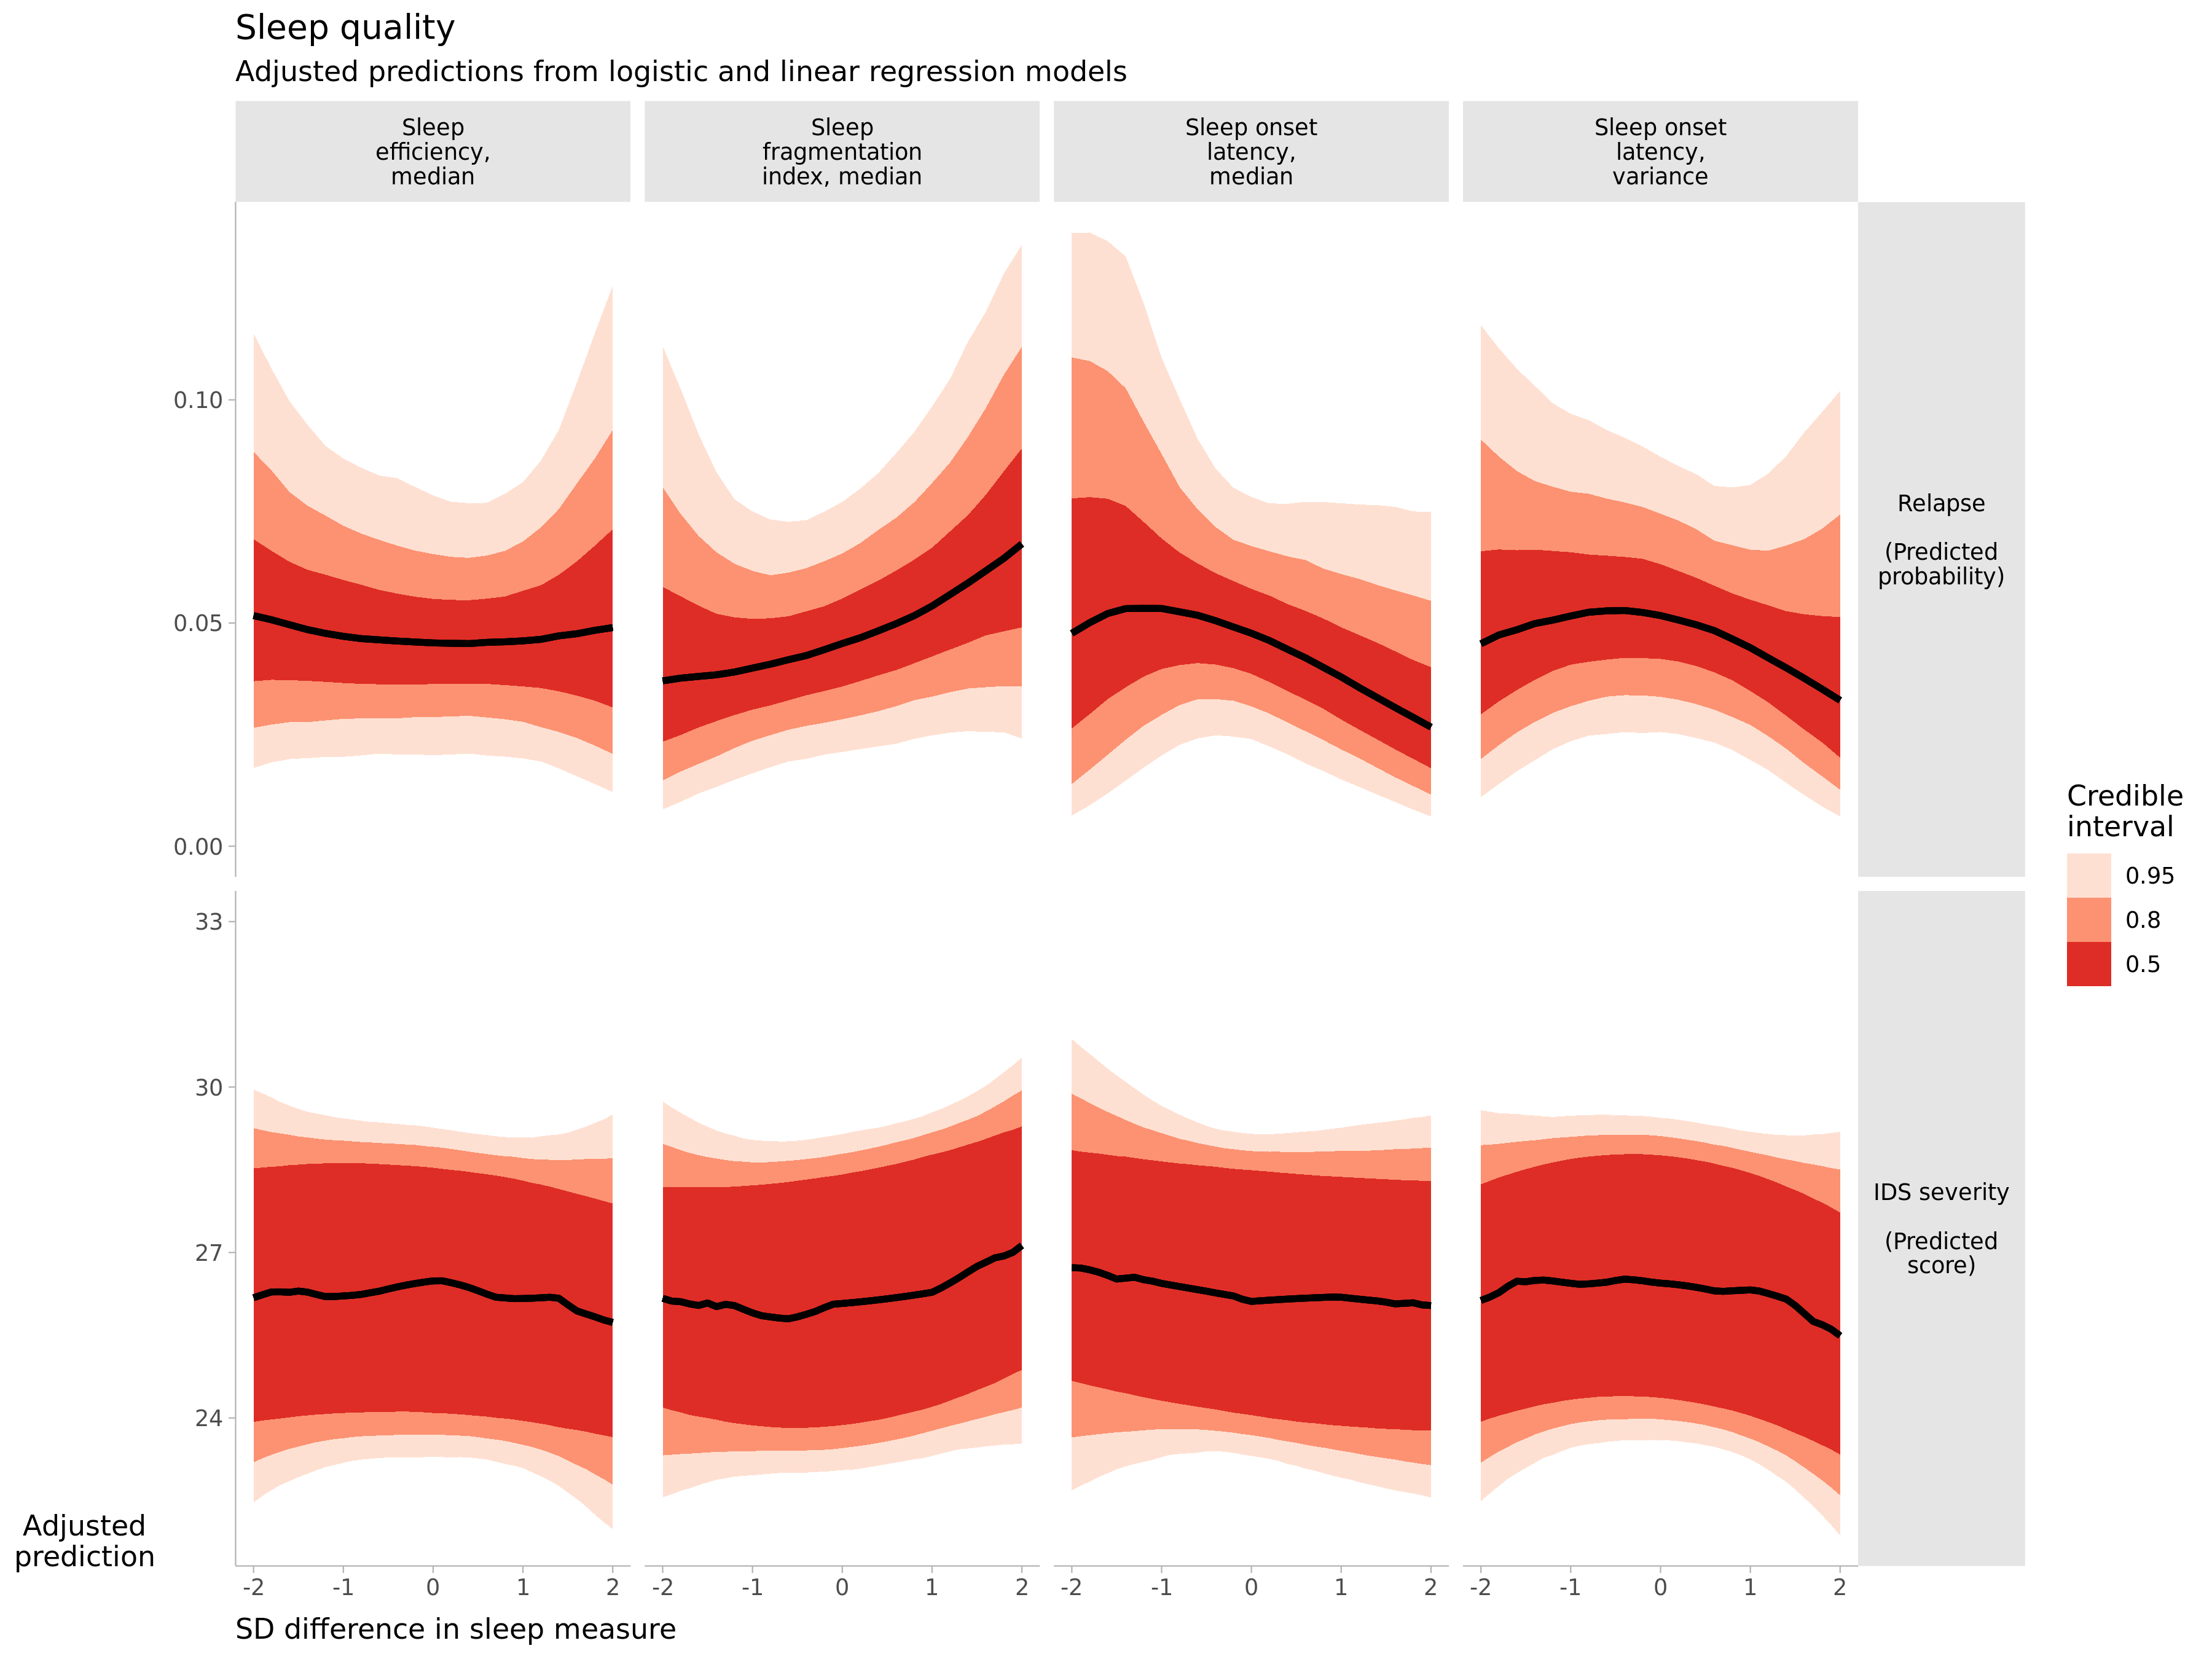 Sleep quality
Adjusted predictions from logistic and linear regression models
Sleep
efficiency,
median
Sleep
fragmentation
index, median
Sleep onset
latency,
median
Sleep onset
latency,
variance
0.10
0.05
0.00
Relapse
(Predicted
probability)
33
30
27
24
IDS severity
(Predicted
score)
Credible
interval
0.95
0.8
0.5
Adjusted
prediction
-2 -1 0 1 2 -2 -1 0 1 2 -2 -1 0 1 2 -2 -1 0 1 2
SD difference in sleep measure